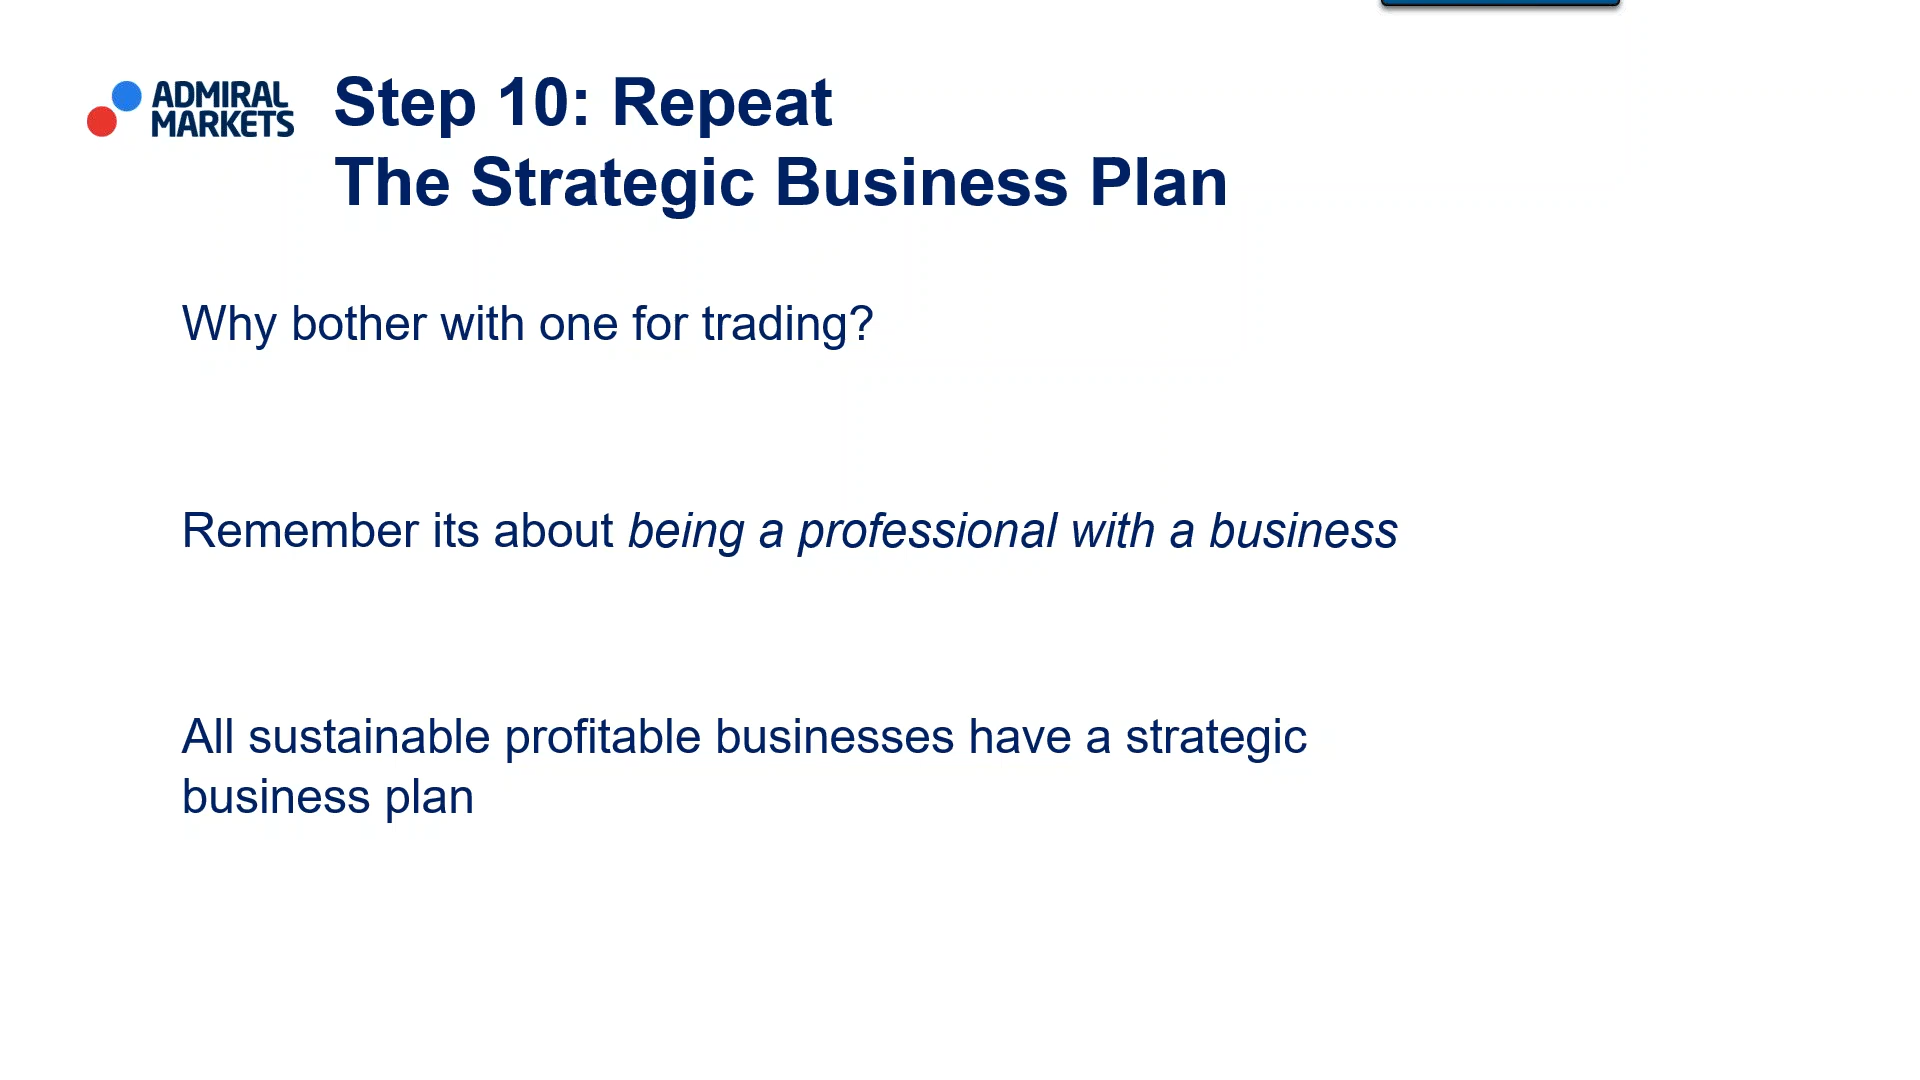 ADMIRAL
MARKETS
Step 10: Repeat
The Strategic Business Plan
Why bother with one for trading?
Remember its about being a professional with a business
All sustainable profitable businesses have a strategic
business plan